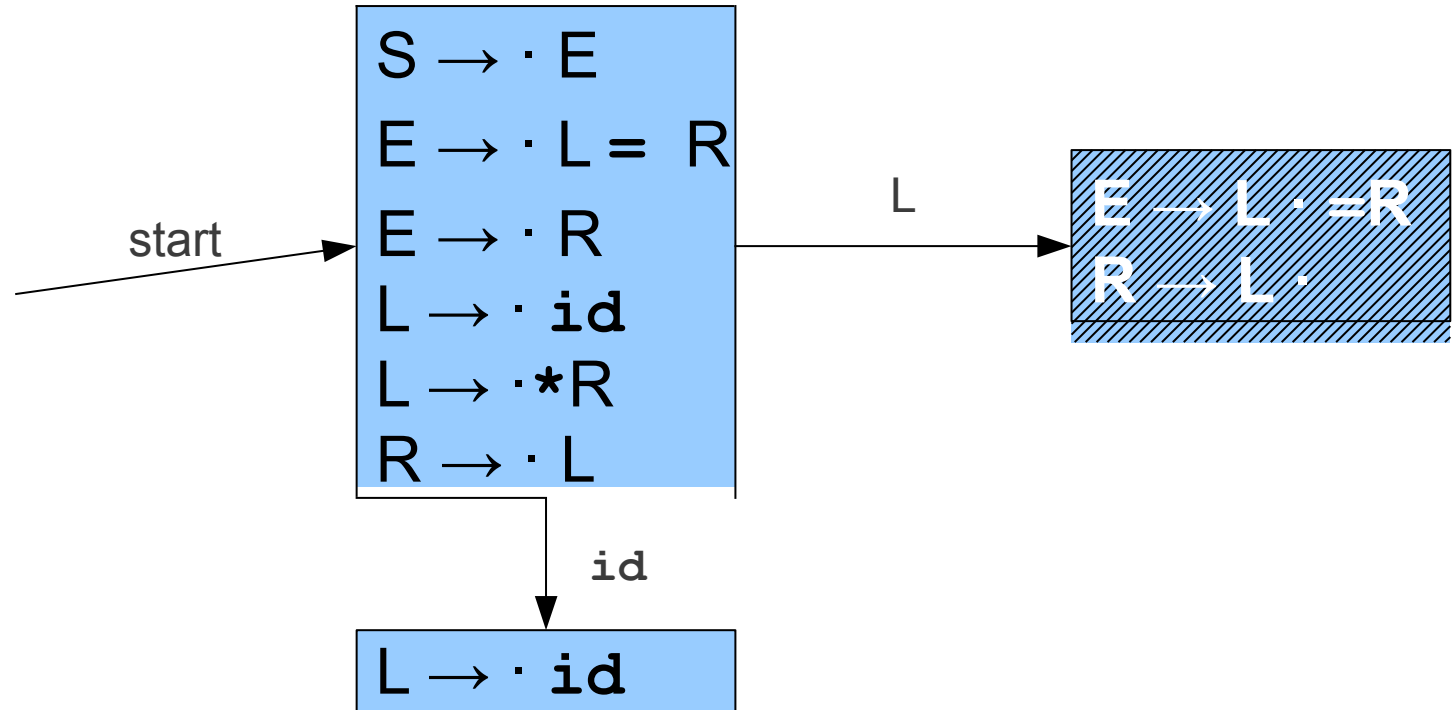 S → · E
E → · L = R
E → · R
L → · id
L → ·*R
R → · L
start
L
E → L · =R
R → L ·
id
L → · id